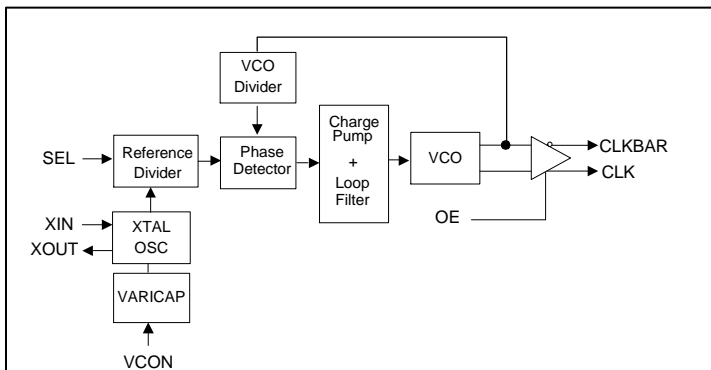 VCO
Divider
Charge
Pump
+
Loop
Filter
SEL
Reference
Divider
Phase
Detector
VCO
CLKBAR
CLK
OE
XIN
XOUT
XTAL
OSC
VARICAP
VCON